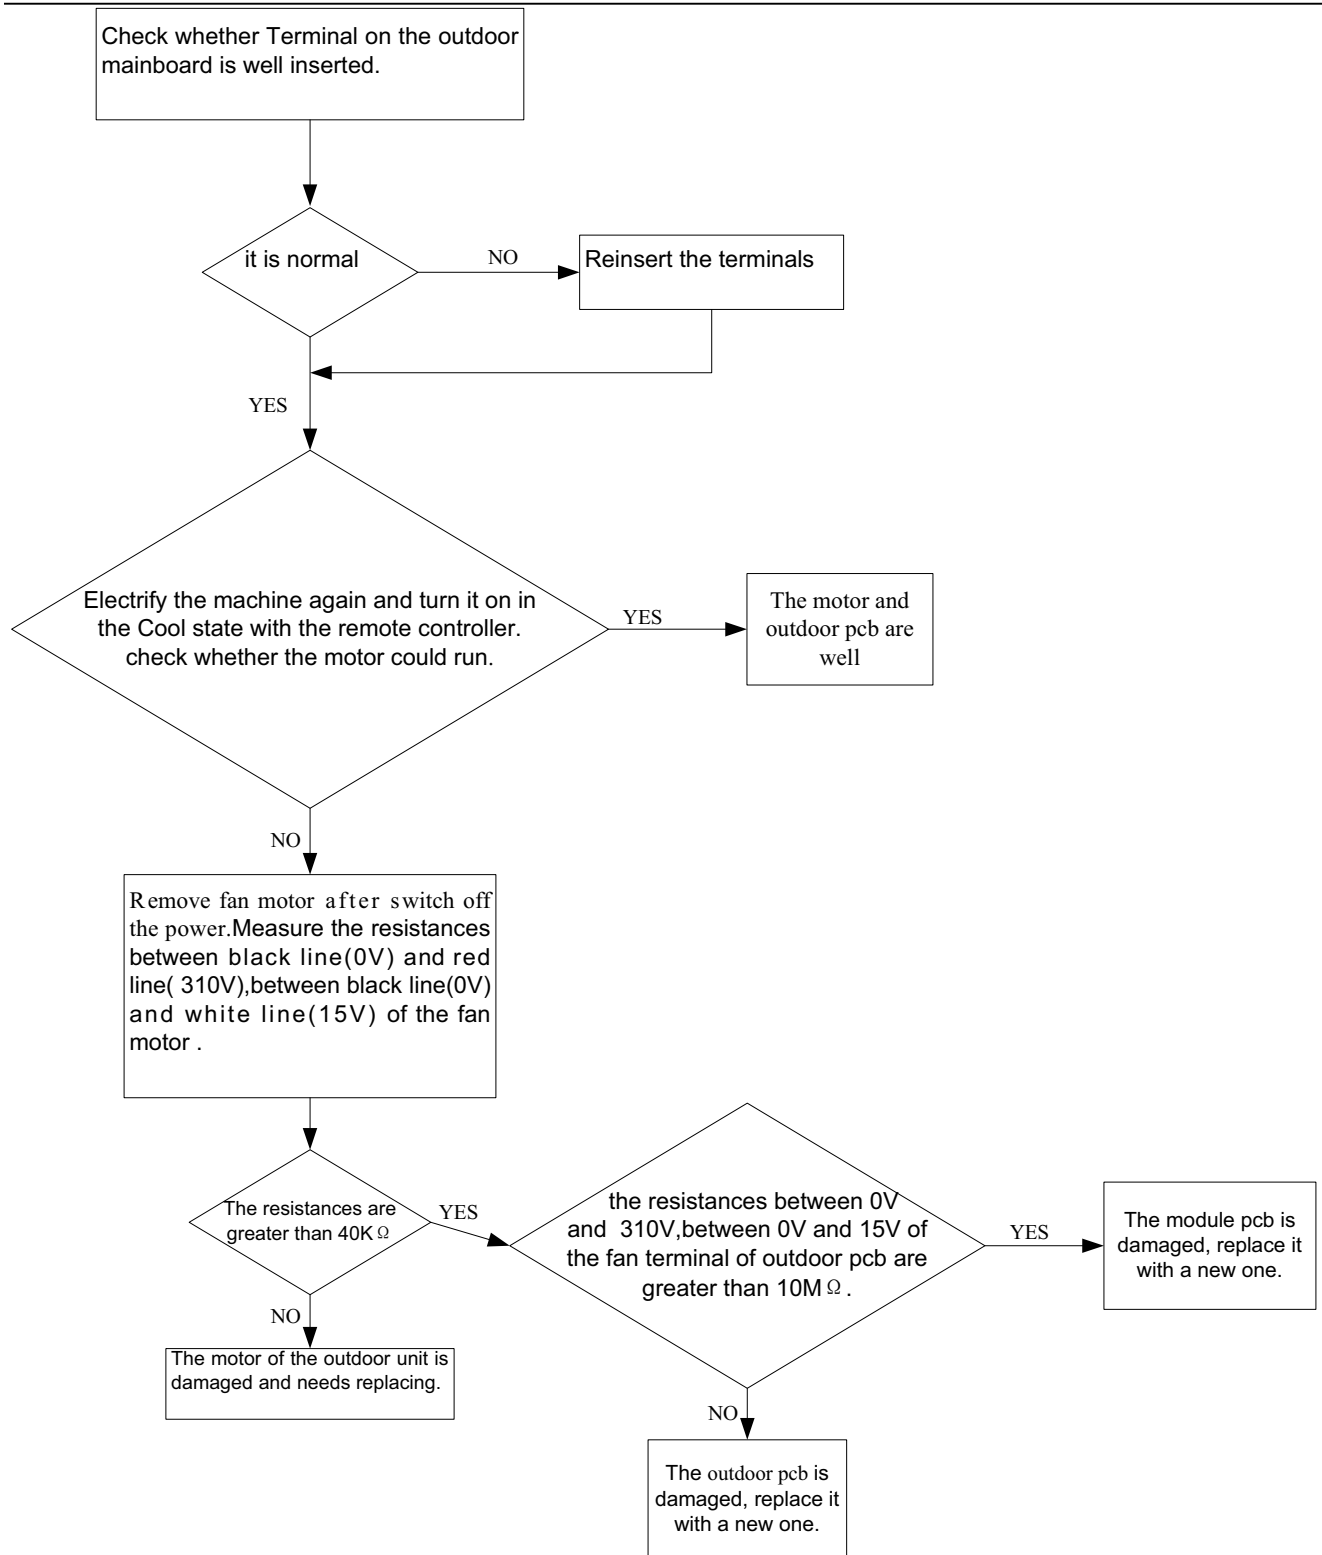 Check whether Terminal on the outdoor
mainboard is well inserted.
it is normal
NO
Reinsert the terminals
YES
Electrify the machine again and turn it on in
the Cool state with the remote controller.
check whether the motor could run.
YES
The motor and
outdoor pcb are
well
NO
Remove fan motor after switch off
the power.Measure the resistances
between black line(0V) and red
line( 310V),between black line(0V)
and white line(15V) of the fan
motor .
The resistances are
greater than 40KΩ
YES
the resistances between 0V
and 310V,between 0V and 15V of
the fan terminal of outdoor pcb are
greater than 10MΩ.
YES
The module pcb is
damaged, replace it
with a new one.
NO
The motor of the outdoor unit is
damaged and needs replacing.
NO
The outdoor pcb is
damaged, replace it
with a new one.